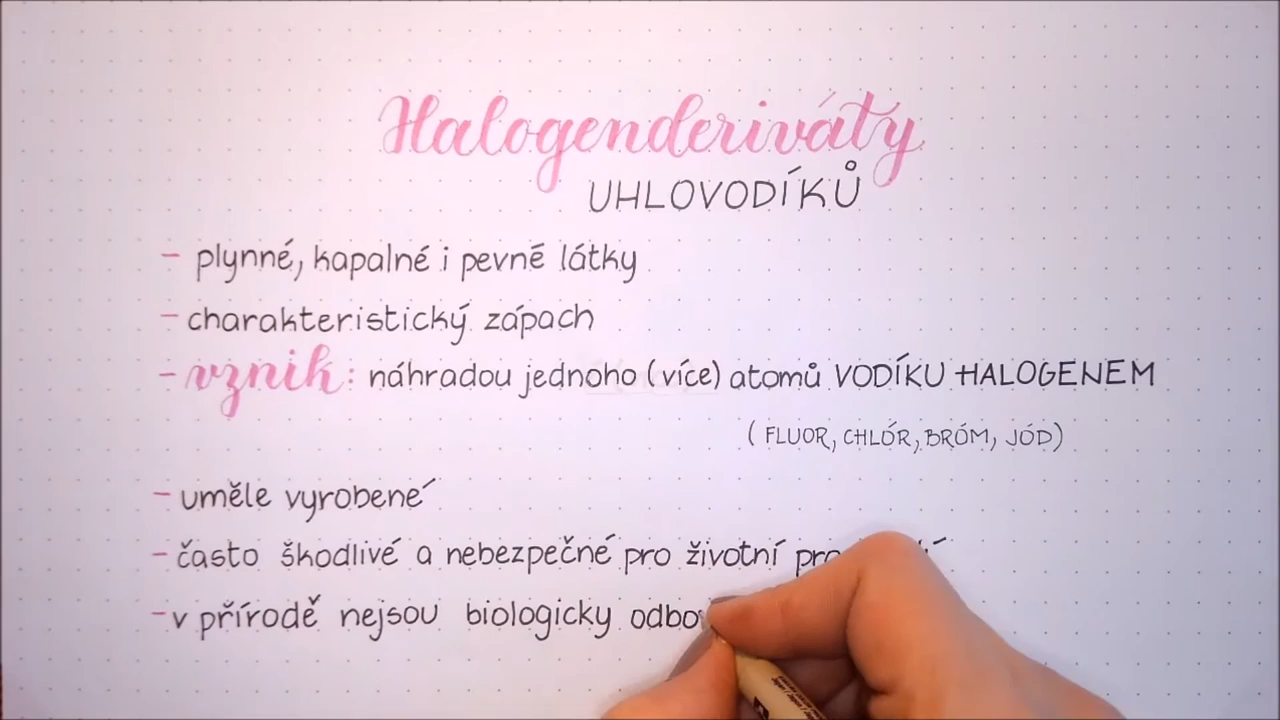 Halogenderiváty
UHLOVODÍKŮ
- plynné, kapalné i pevné látky
- charakteristický zápach
- vznik: náhradou jednoho (více) atomů VODÍKU HALOGENEM
(FLUOR, CHLÓR, BRÓM, JÓD)
- uměle vyrobené
- často škodlivé a nebezpečné pro životní
- v přírodě nejsou biologicky